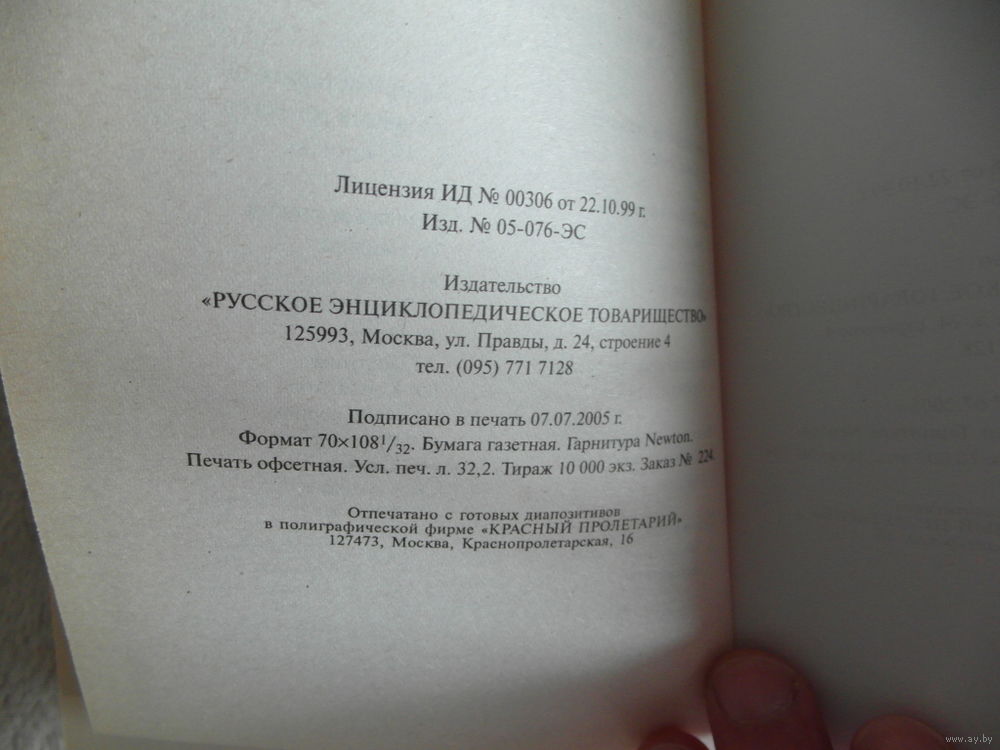 Лицензия ИД № 00306 от 22.10.99 г.
Изд. № 05-076-ЭС
Издательство
«РУССКОЕ ЭНЦИКЛОПЕДИЧЕСКОЕ ТОВАРИЩЕСТВО»
125993, Москва, ул. Правды, д. 24, строение 4
тел. (095) 771 7128
Подписано в печать 07.07.2005 г.
Формат 70×108 1/32. Бумага газетная. Гарнитура Newton.
Печать офсетная. Усл. печ. л. 32,2. Тираж 10 000 экз. Заказ № 224.
Отпечатано с готовых диапозитивов
в полиграфической фирме «КРАСНЫЙ ПРОЛЕТАРИЙ»
127473, Москва, Краснопролетарская, 16
www.ay.by